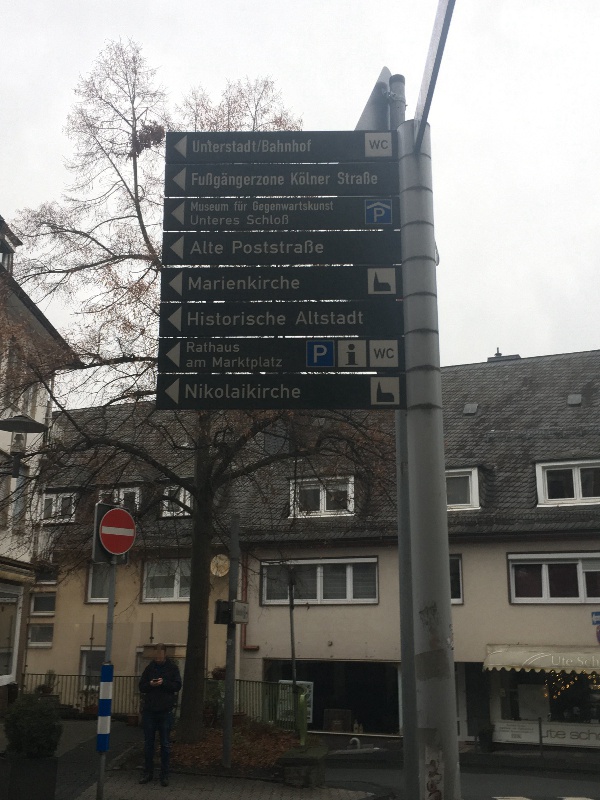 Unterstadt/Bahnhof WC
Fußgängerzone Kölner Straße
Museum für Gegenwartskunst
Unteres Schloß P
Alte Poststraße
Marienkirche
Historische Altstadt
Rathaus
am Marktplatz P i WC
Nikolaikirche